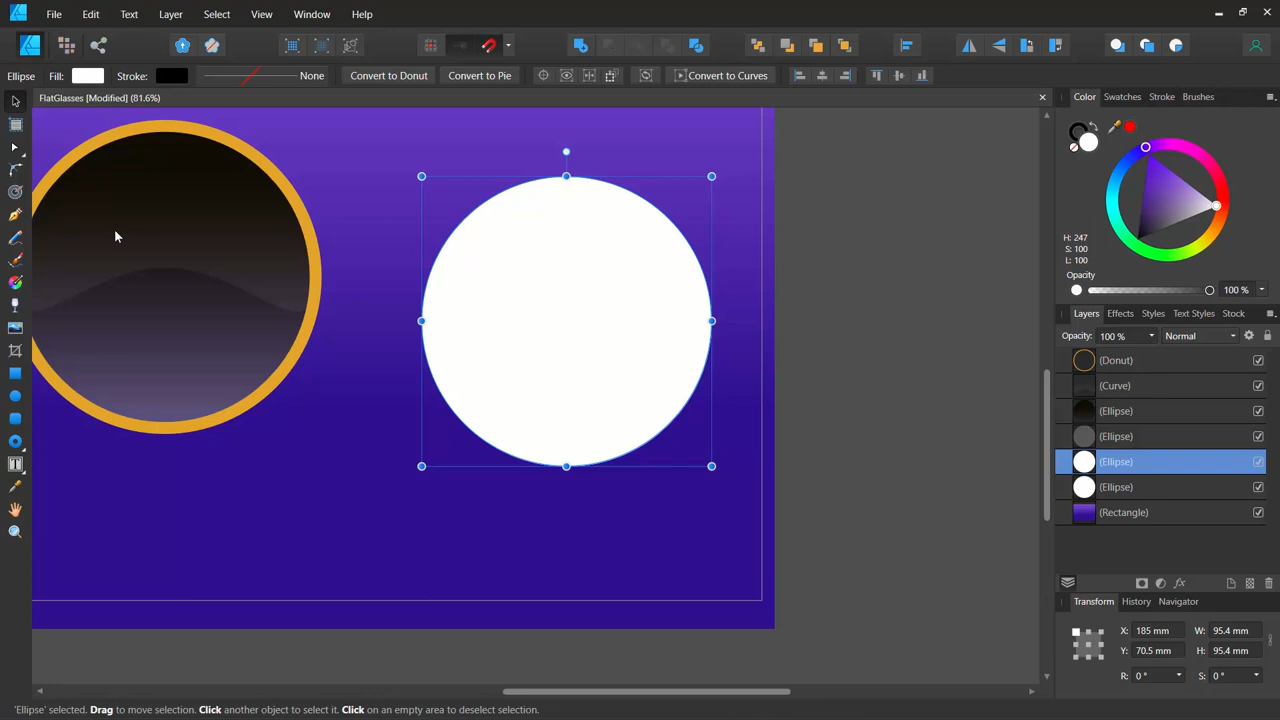 File Edit Text Layer Select View Window Help
Ellipse Fill: Stroke: None Convert to Donut Convert to Pie Convert to Curves
FlatGlasses [Modified] (81.6%)
Color Swatches Stroke Brushes
H: 247
S: 100
L: 100
Opacity
100 %
Layers Effects Styles Text Styles Stock
Opacity: 100 % Normal
(Donut)
(Curve)
(Ellipse)
(Ellipse)
(Ellipse)
(Ellipse)
(Rectangle)
fx
Transform History Navigator
X: 185 mm W: 95.4 mm
Y: 70.5 mm H: 95.4 mm
R: 0 ° S: 0 °
'Ellipse' selected. Drag to move selection. Click another object to select it. Click on an empty area to deselect selection.